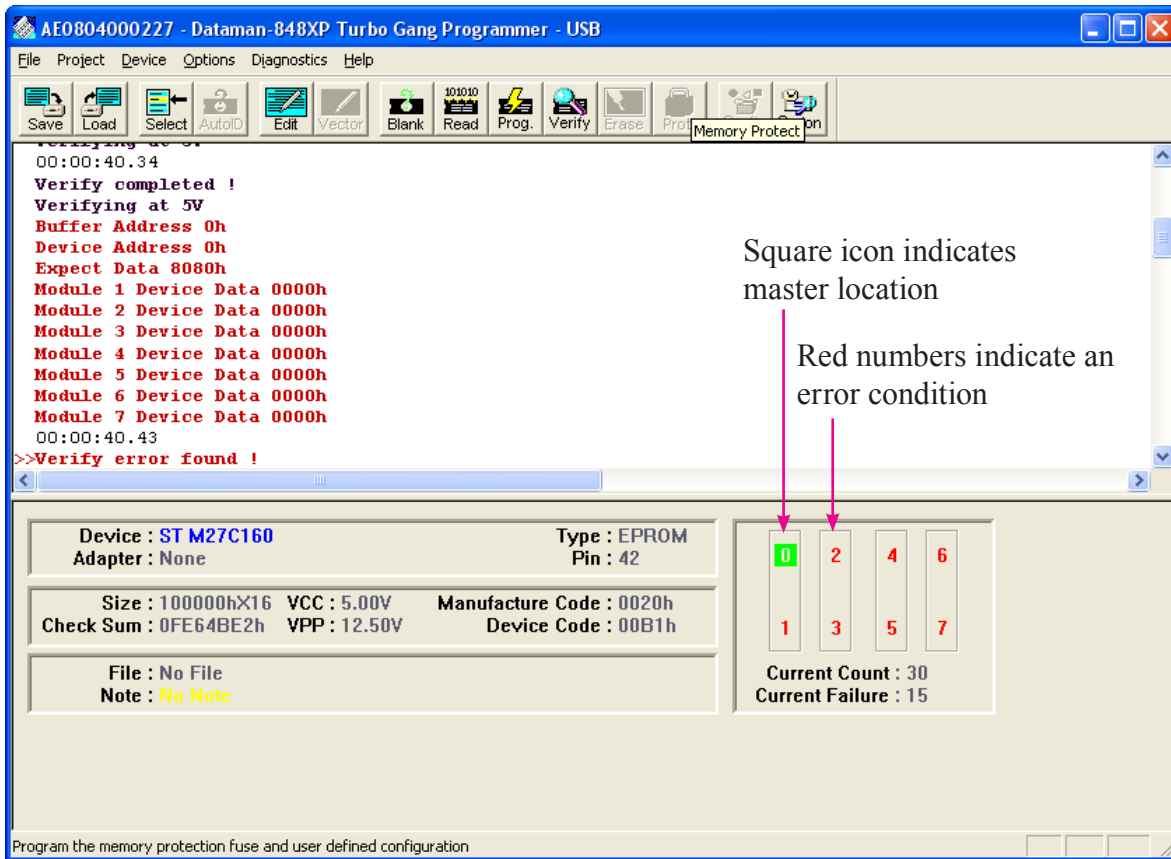 AE0804000227 - Dataman-848XP Turbo Gang Programmer - USB
File Project Device Options Diagnostics Help
Save Load Select AutoID Edit Vector Blank Read Prog. Verify Erase
101010
Memory Protect
00:00:40.34
Verify completed !
Verifying at 5V
Buffer Address 0h
Device Address 0h
Expect Data 8080h
Module 1 Device Data 0000h
Module 2 Device Data 0000h
Module 3 Device Data 0000h
Module 4 Device Data 0000h
Module 5 Device Data 0000h
Module 6 Device Data 0000h
Module 7 Device Data 0000h
00:00:40.43
>>Verify error found !
Square icon indicates
master location
Red numbers indicate an
error condition
Device : ST M27C160 Type : EPROM
Adapter : None Pin : 42
Size : 100000hX16 VCC : 5.00V Manufacture Code : 0020h
Check Sum : 0FE64BE2h VPP : 12.50V Device Code : 00B1h
File : No File
Note : No Note
0 2 4 6
1 3 5 7
Current Count : 30
Current Failure : 15
Program the memory protection fuse and user defined configuration